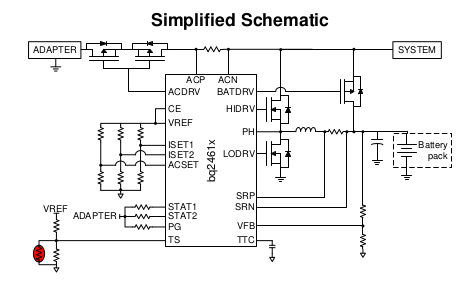 Simplified Schematic
ADAPTER
SYSTEM
ACP
ACN
ACDRV
BATDRV
CE
HIDRV
VREF
PH
ISET1
ISET2
ACSET
bq2461x
LODRV
Battery
pack
SRP
SRN
STAT1
ADAPTER
STAT2
PG
VFB
VREF
TS
TTC